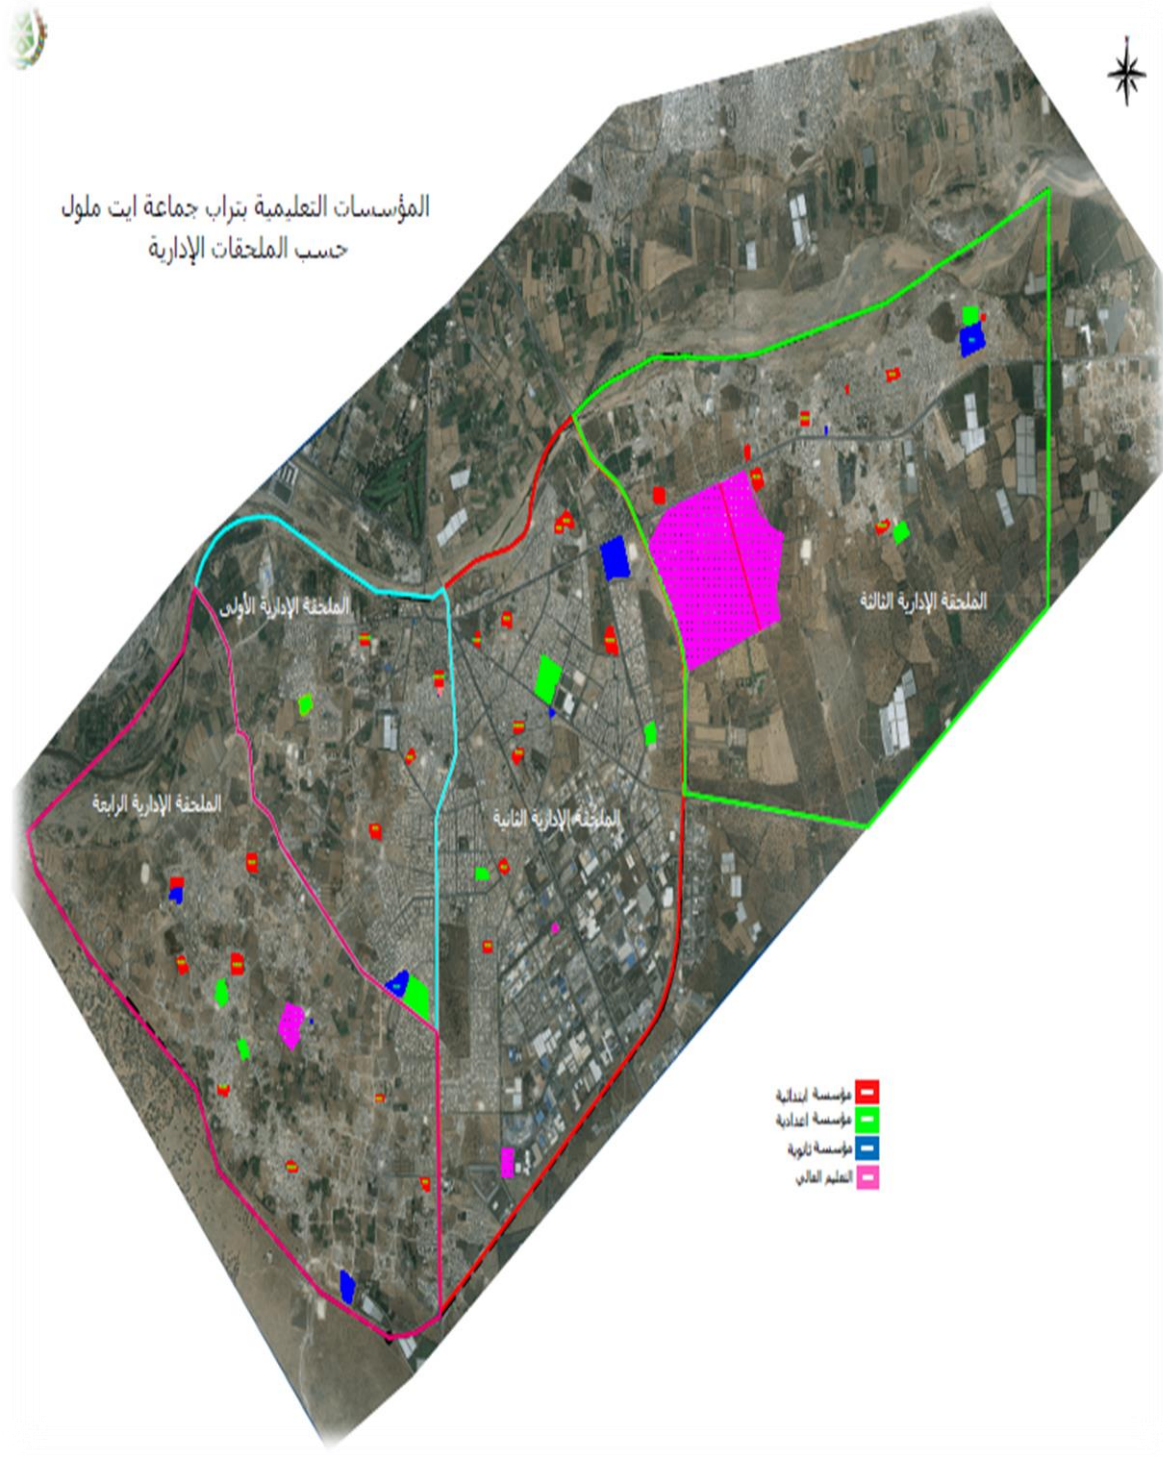 المؤسسات التعليمية بتراب جماعة ايت ملول
حسب الملحقات الإدارية
الملحقة الإدارية الأولى
الملحقة الإدارية الثالثة
الملحقة الإدارية الرابعة
الملحقة الإدارية الثانية
مؤسسة ابتدائية
مؤسسة اعدادية
مؤسسة ثانوية
التعليم العالي